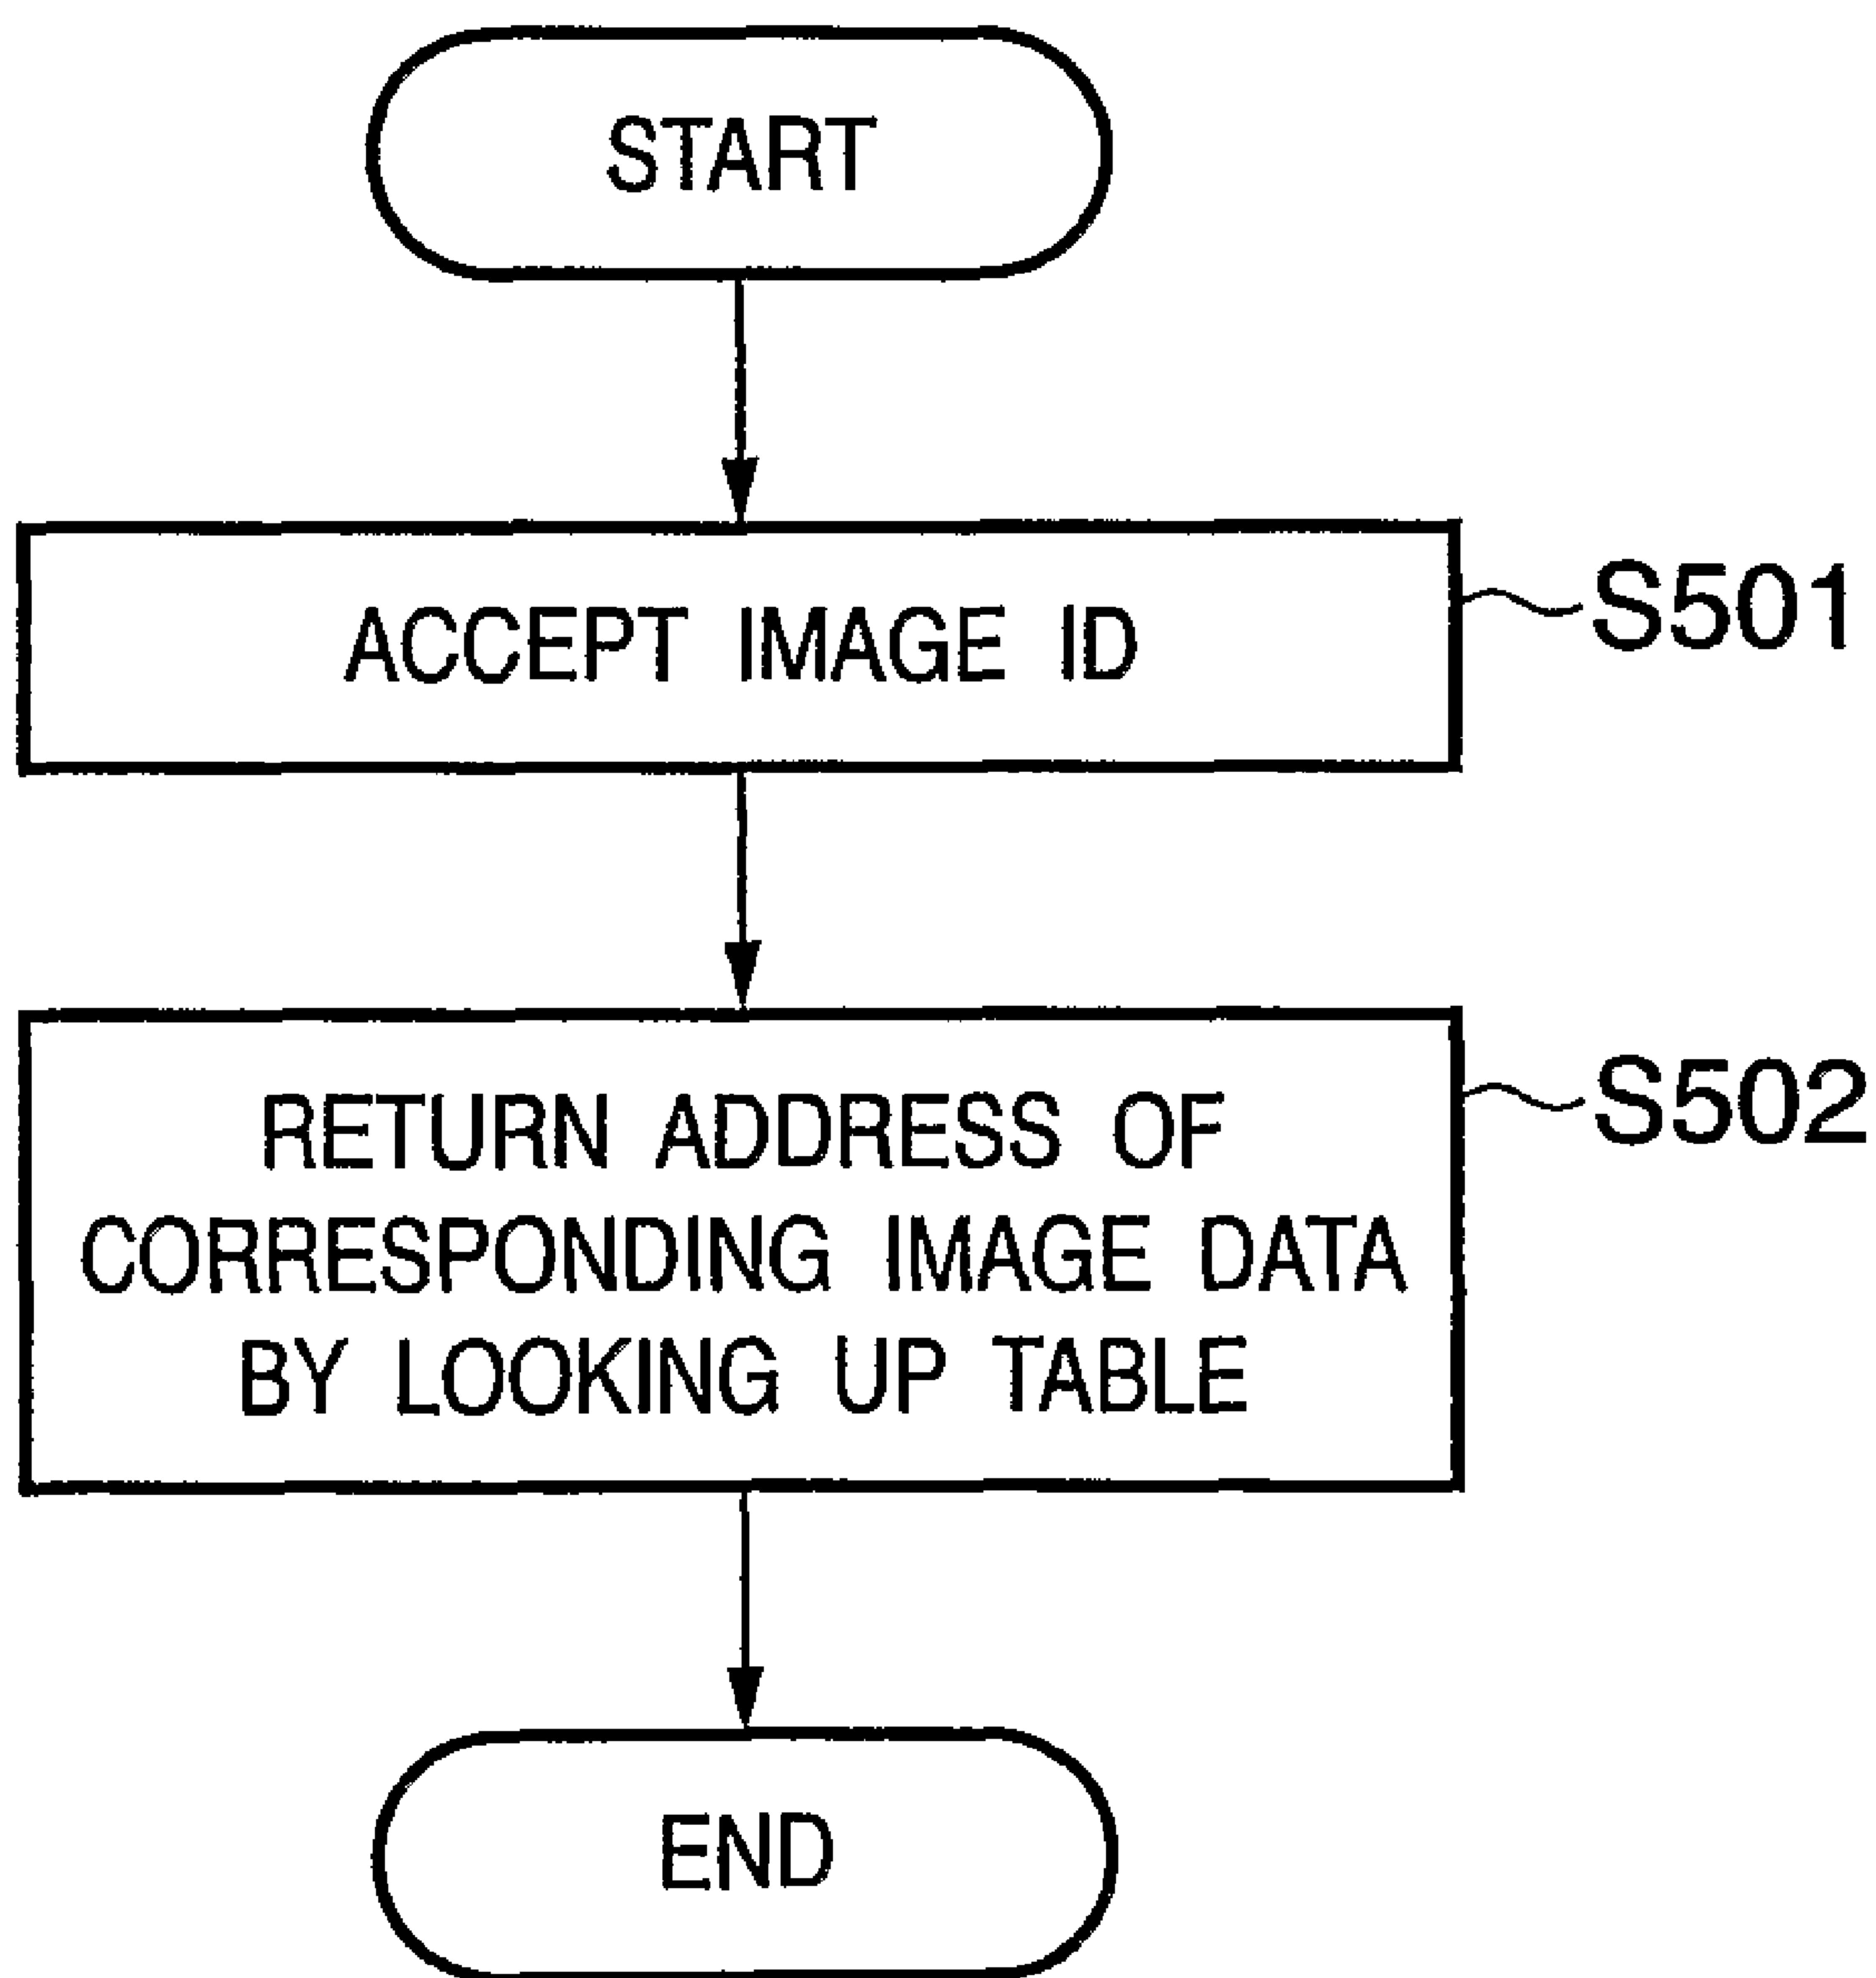 START
ACCEPT IMAGE ID
S501
RETURN ADDRESS OF
CORRESPONDING IMAGE DATA
BY LOOKING UP TABLE
S502
END